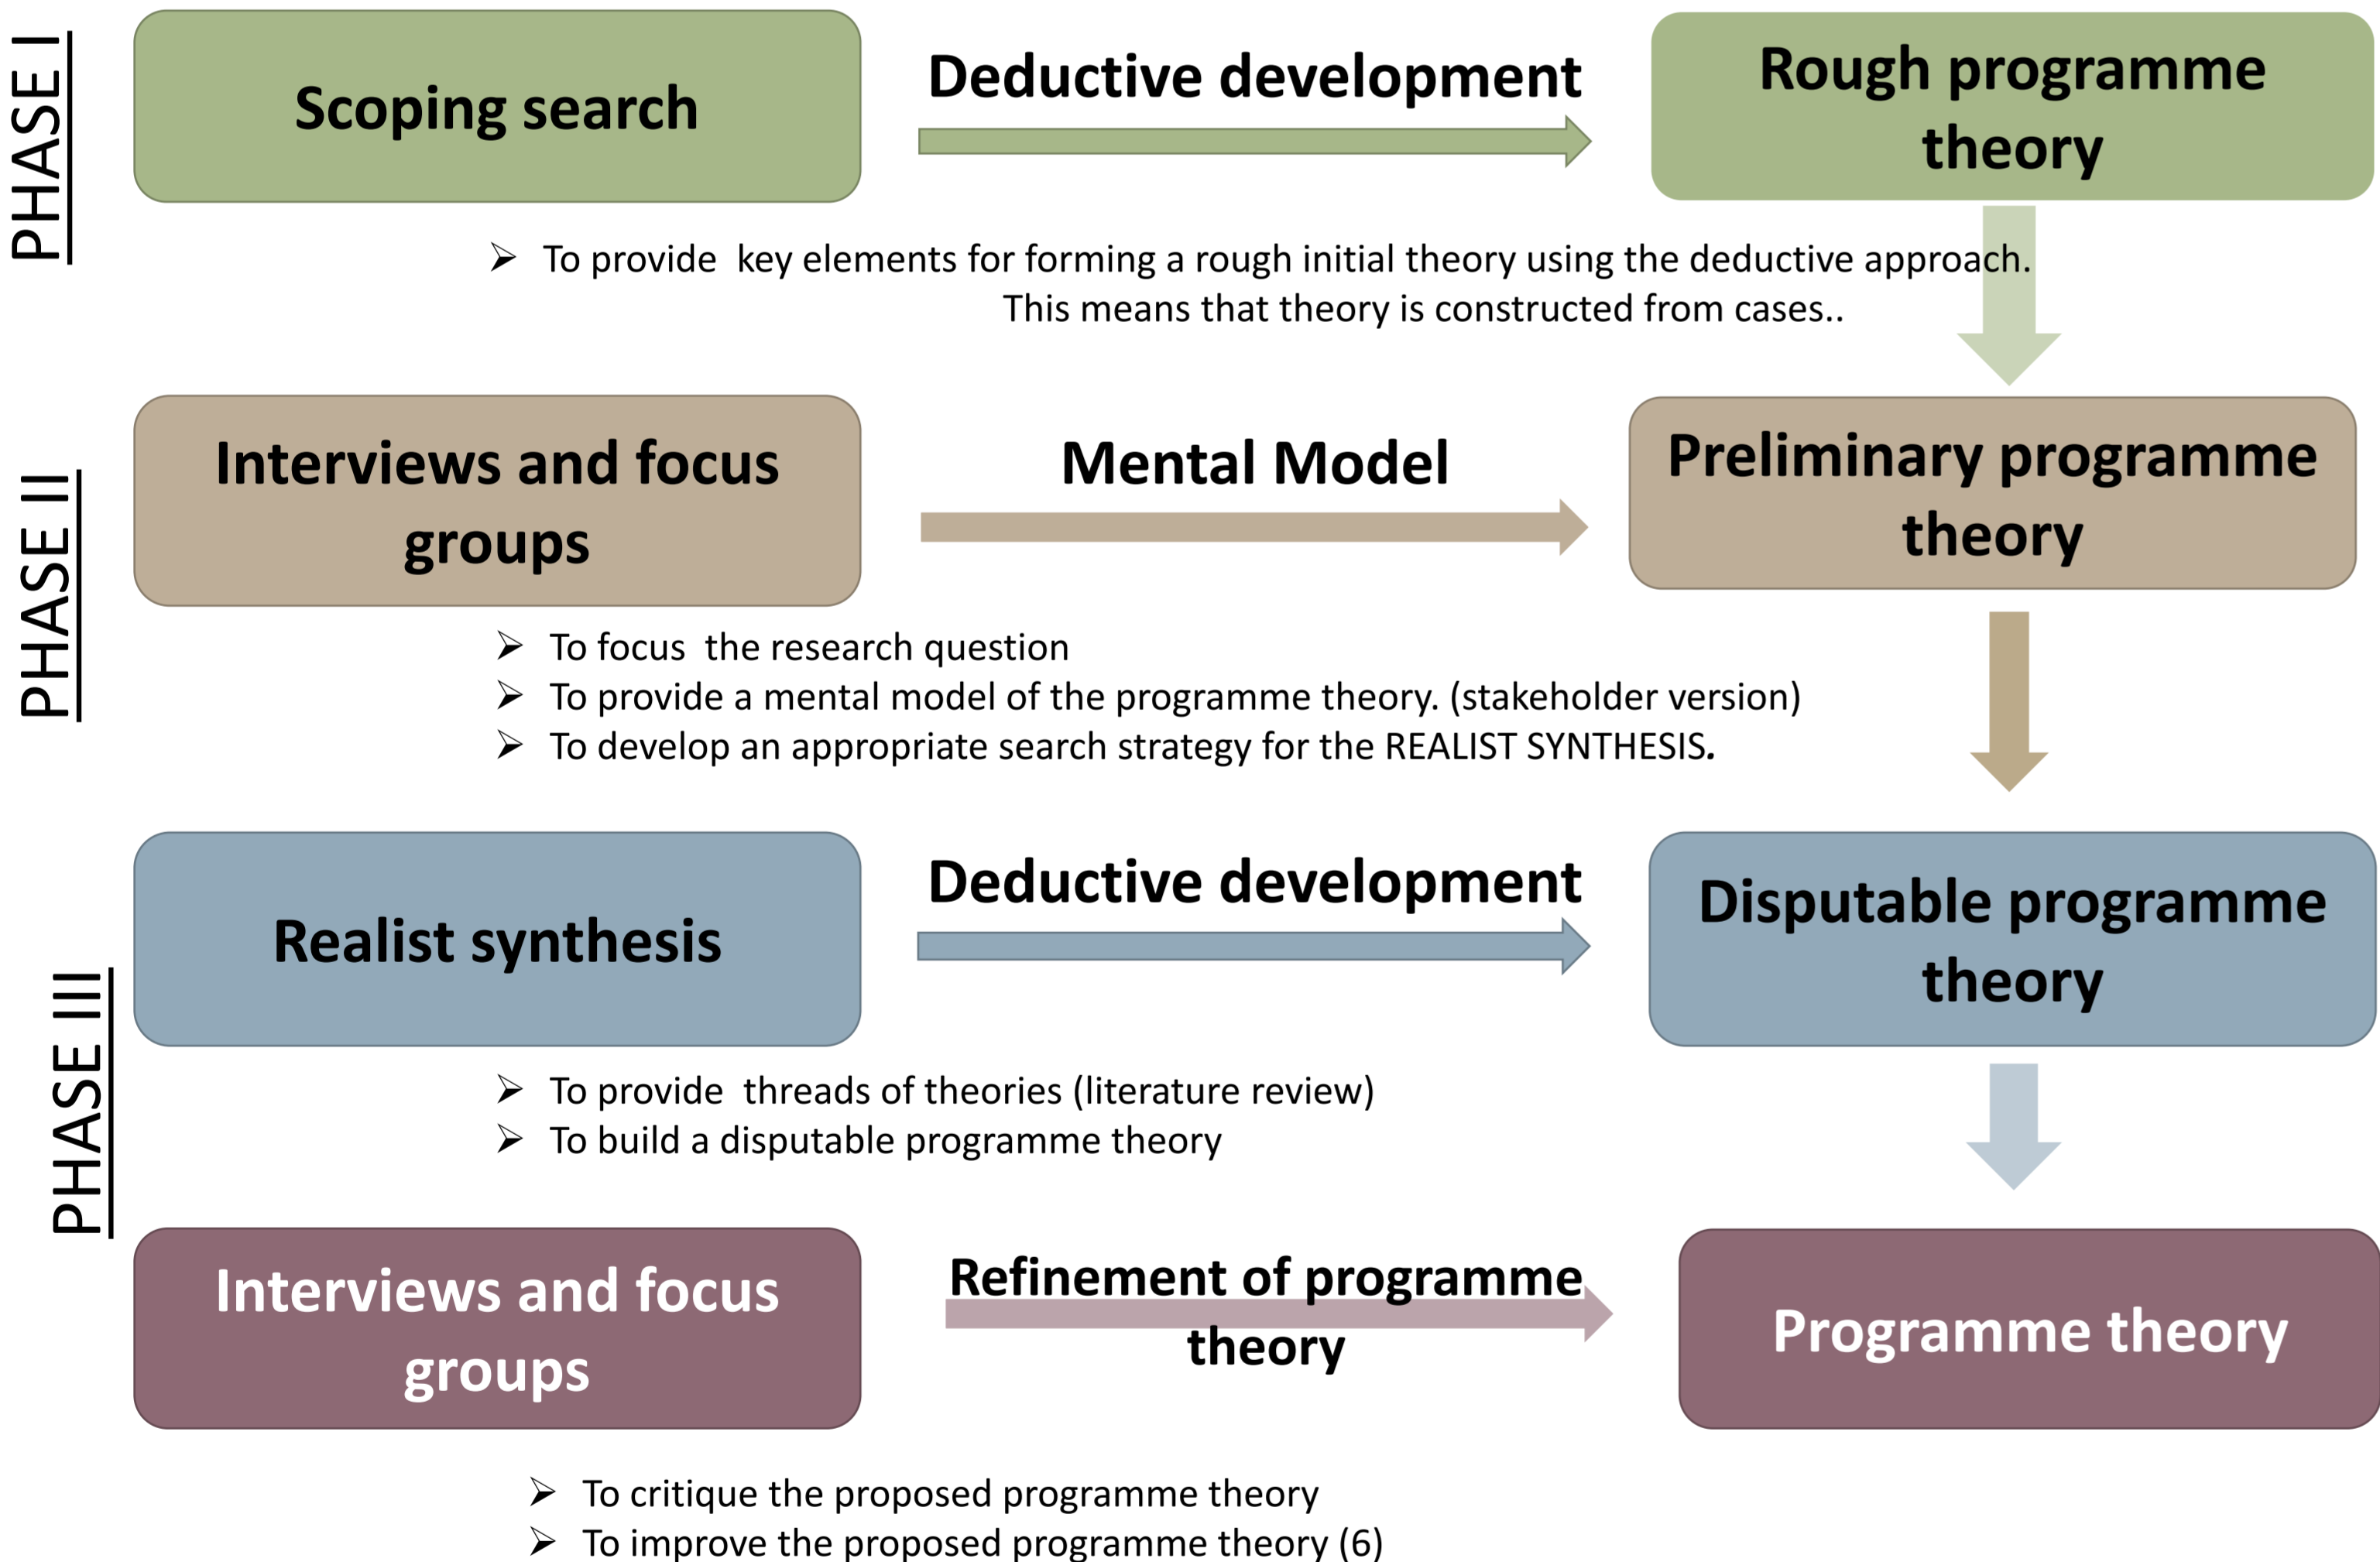 PHASE I
Scoping search
Deductive development
Rough programme
theory
➢ To provide  key elements for forming a rough initial theory using the deductive approach.
This means that theory is constructed from cases..
PHASE II
Interviews and focus
groups
Mental Model
Preliminary programme
theory
➢ To focus  the research question
➢ To provide a mental model of the programme theory. (stakeholder version)
➢ To develop an appropriate search strategy for the REALIST SYNTHESIS.
PHASE III
Realist synthesis
Deductive development
Disputable programme
theory
➢ To provide  threads of theories (literature review)
➢ To build a disputable programme theory
Interviews and focus
groups
Refinement of programme
theory
Programme theory
➢ To critique the proposed programme theory
➢ To improve the proposed programme theory (6)